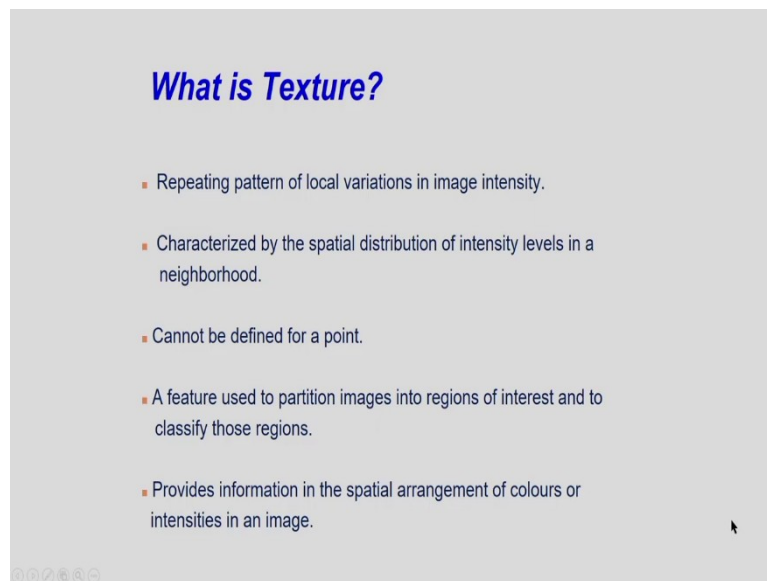 What is Texture?
Repeating pattern of local variations in image intensity.
Characterized by the spatial distribution of intensity levels in a
neighborhood.
Cannot be defined for a point.
A feature used to partition images into regions of interest and to
classify those regions.
Provides information in the spatial arrangement of colours or
intensities in an image.